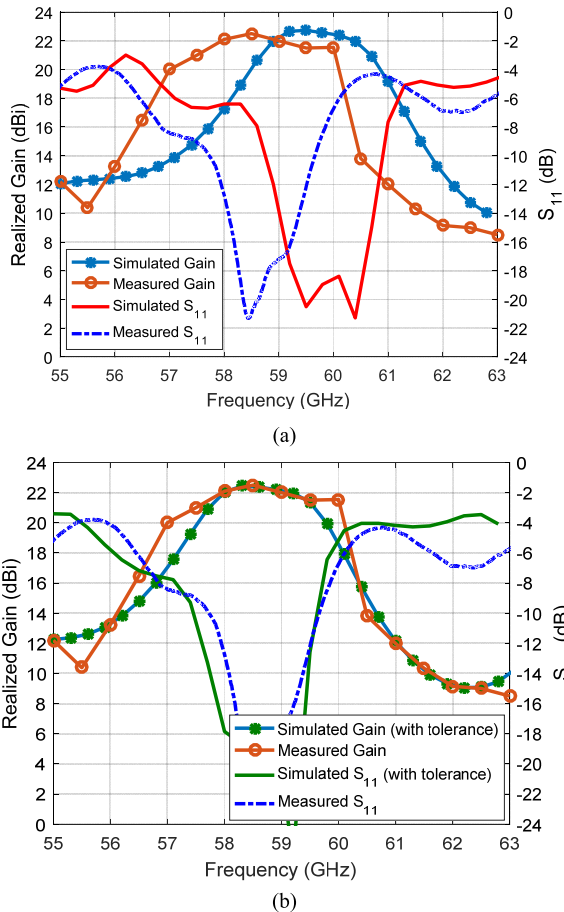 24
22
20
18
16
14
12
10
8
6
4
2
0
Realized Gain (dBi)
0
-2
-4
-6
-8
-10
-12
-14
-16
-18
-20
-22
-24
S11 (dB)
Simulated Gain
Measured Gain
Simulated S11
Measured S11
55 56 57 58 59 60 61 62 63
Frequency (GHz)
(a)
24
22
20
18
16
14
12
10
8
6
4
2
0
Realized Gain (dBi)
0
-2
-4
-6
-8
-10
-12
-14
-16
-18
-20
-22
-24
S (dB)
Simulated Gain (with tolerance)
Measured Gain
Simulated S11 (with tolerance)
Measured S11
55 56 57 58 59 60 61 62 63
Frequency (GHz)
(b)